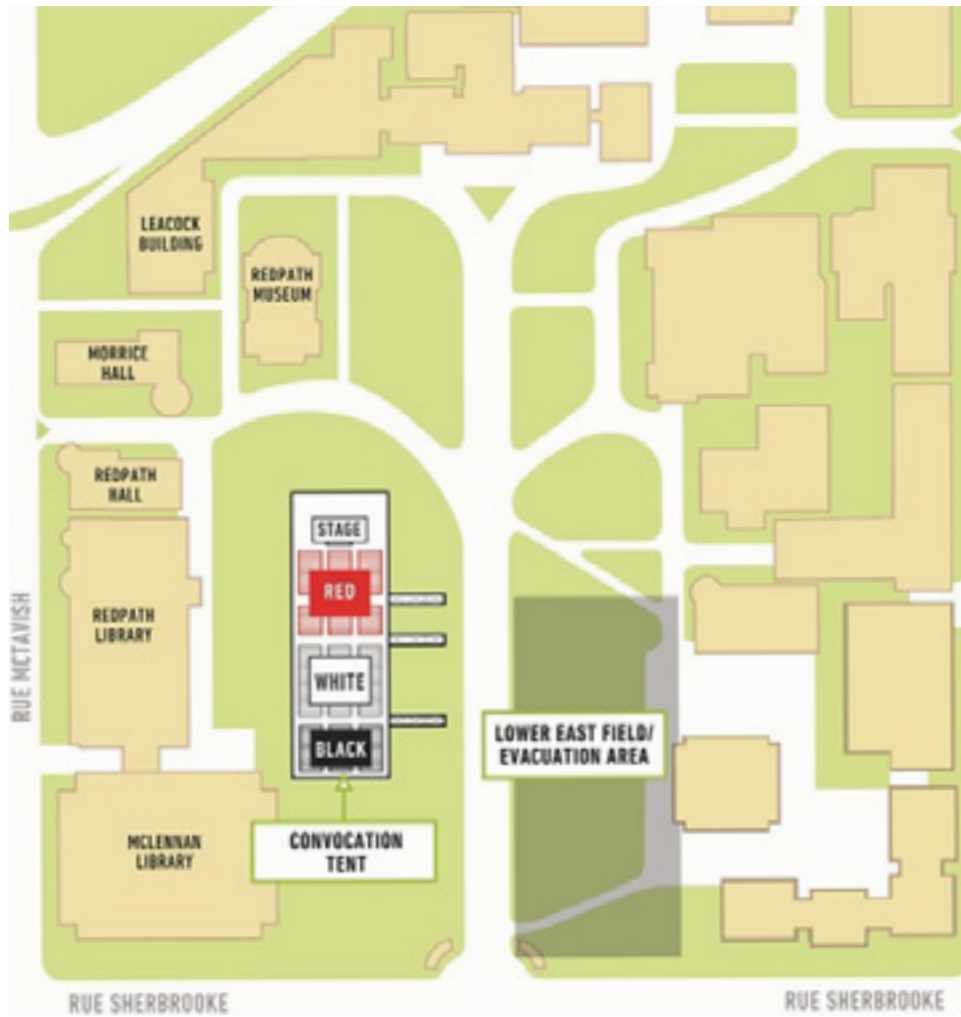 LEACOCK
BUILDING
REDPATH
MUSEUM
MORRICE
HALL
REDPATH
HALL
STAGE
RED
REDPATH
LIBRARY
RUE MCTAVISH
WHITE
BLACK
LOWER EAST FIELD/
EVACUATION AREA
CONVOCATION
TENT
MCLENNAN
LIBRARY
RUE SHERBROOKE
RUE SHERBROOKE